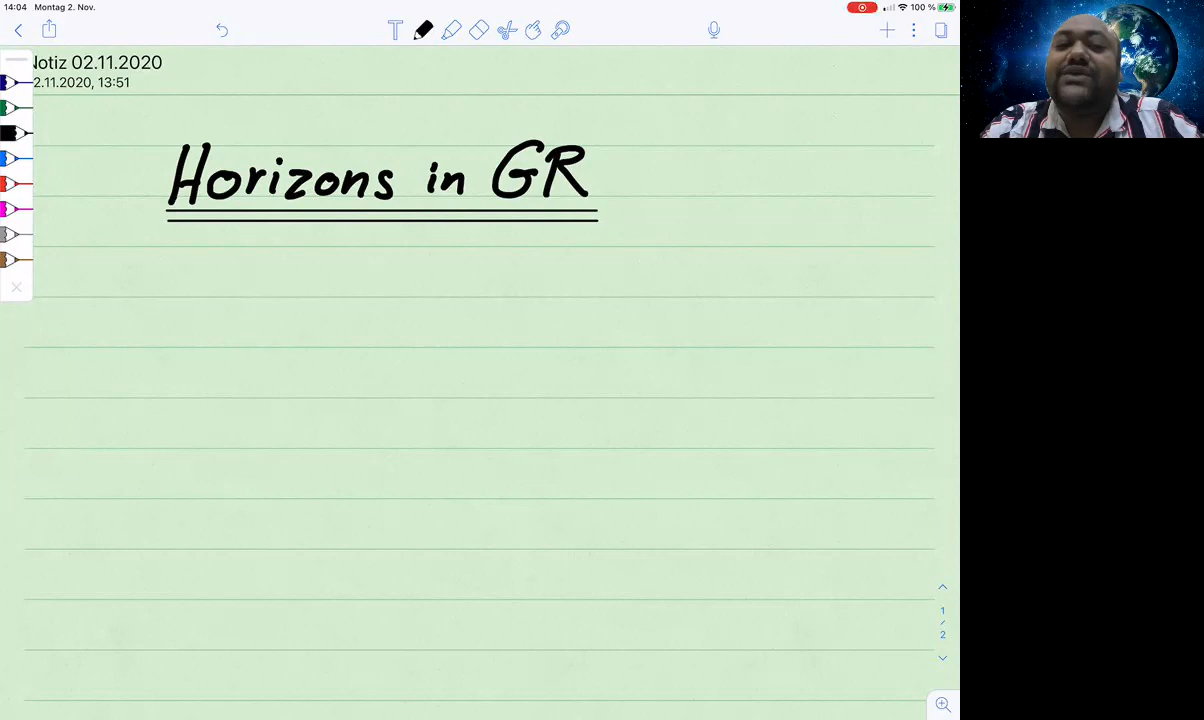 14:04 Montag 2. Nov. 100 %
Notiz 02.11.2020
2.11.2020, 13:51
Horizons in GR
1
/
2